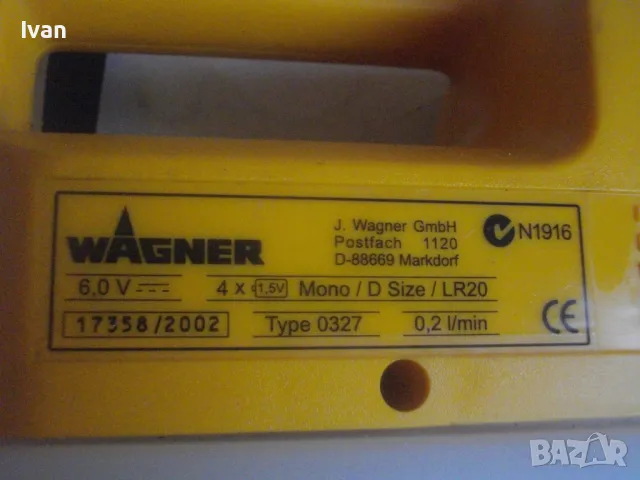 Ivan
WAGNER
J. Wagner GmbH
Postfach 1120
D-88669 Markdorf
N1916
6,0 V
4 x 1,5V Mono / D Size / LR20
17358/2002
Type 0327
0,2 l/min
CE
BAZAR